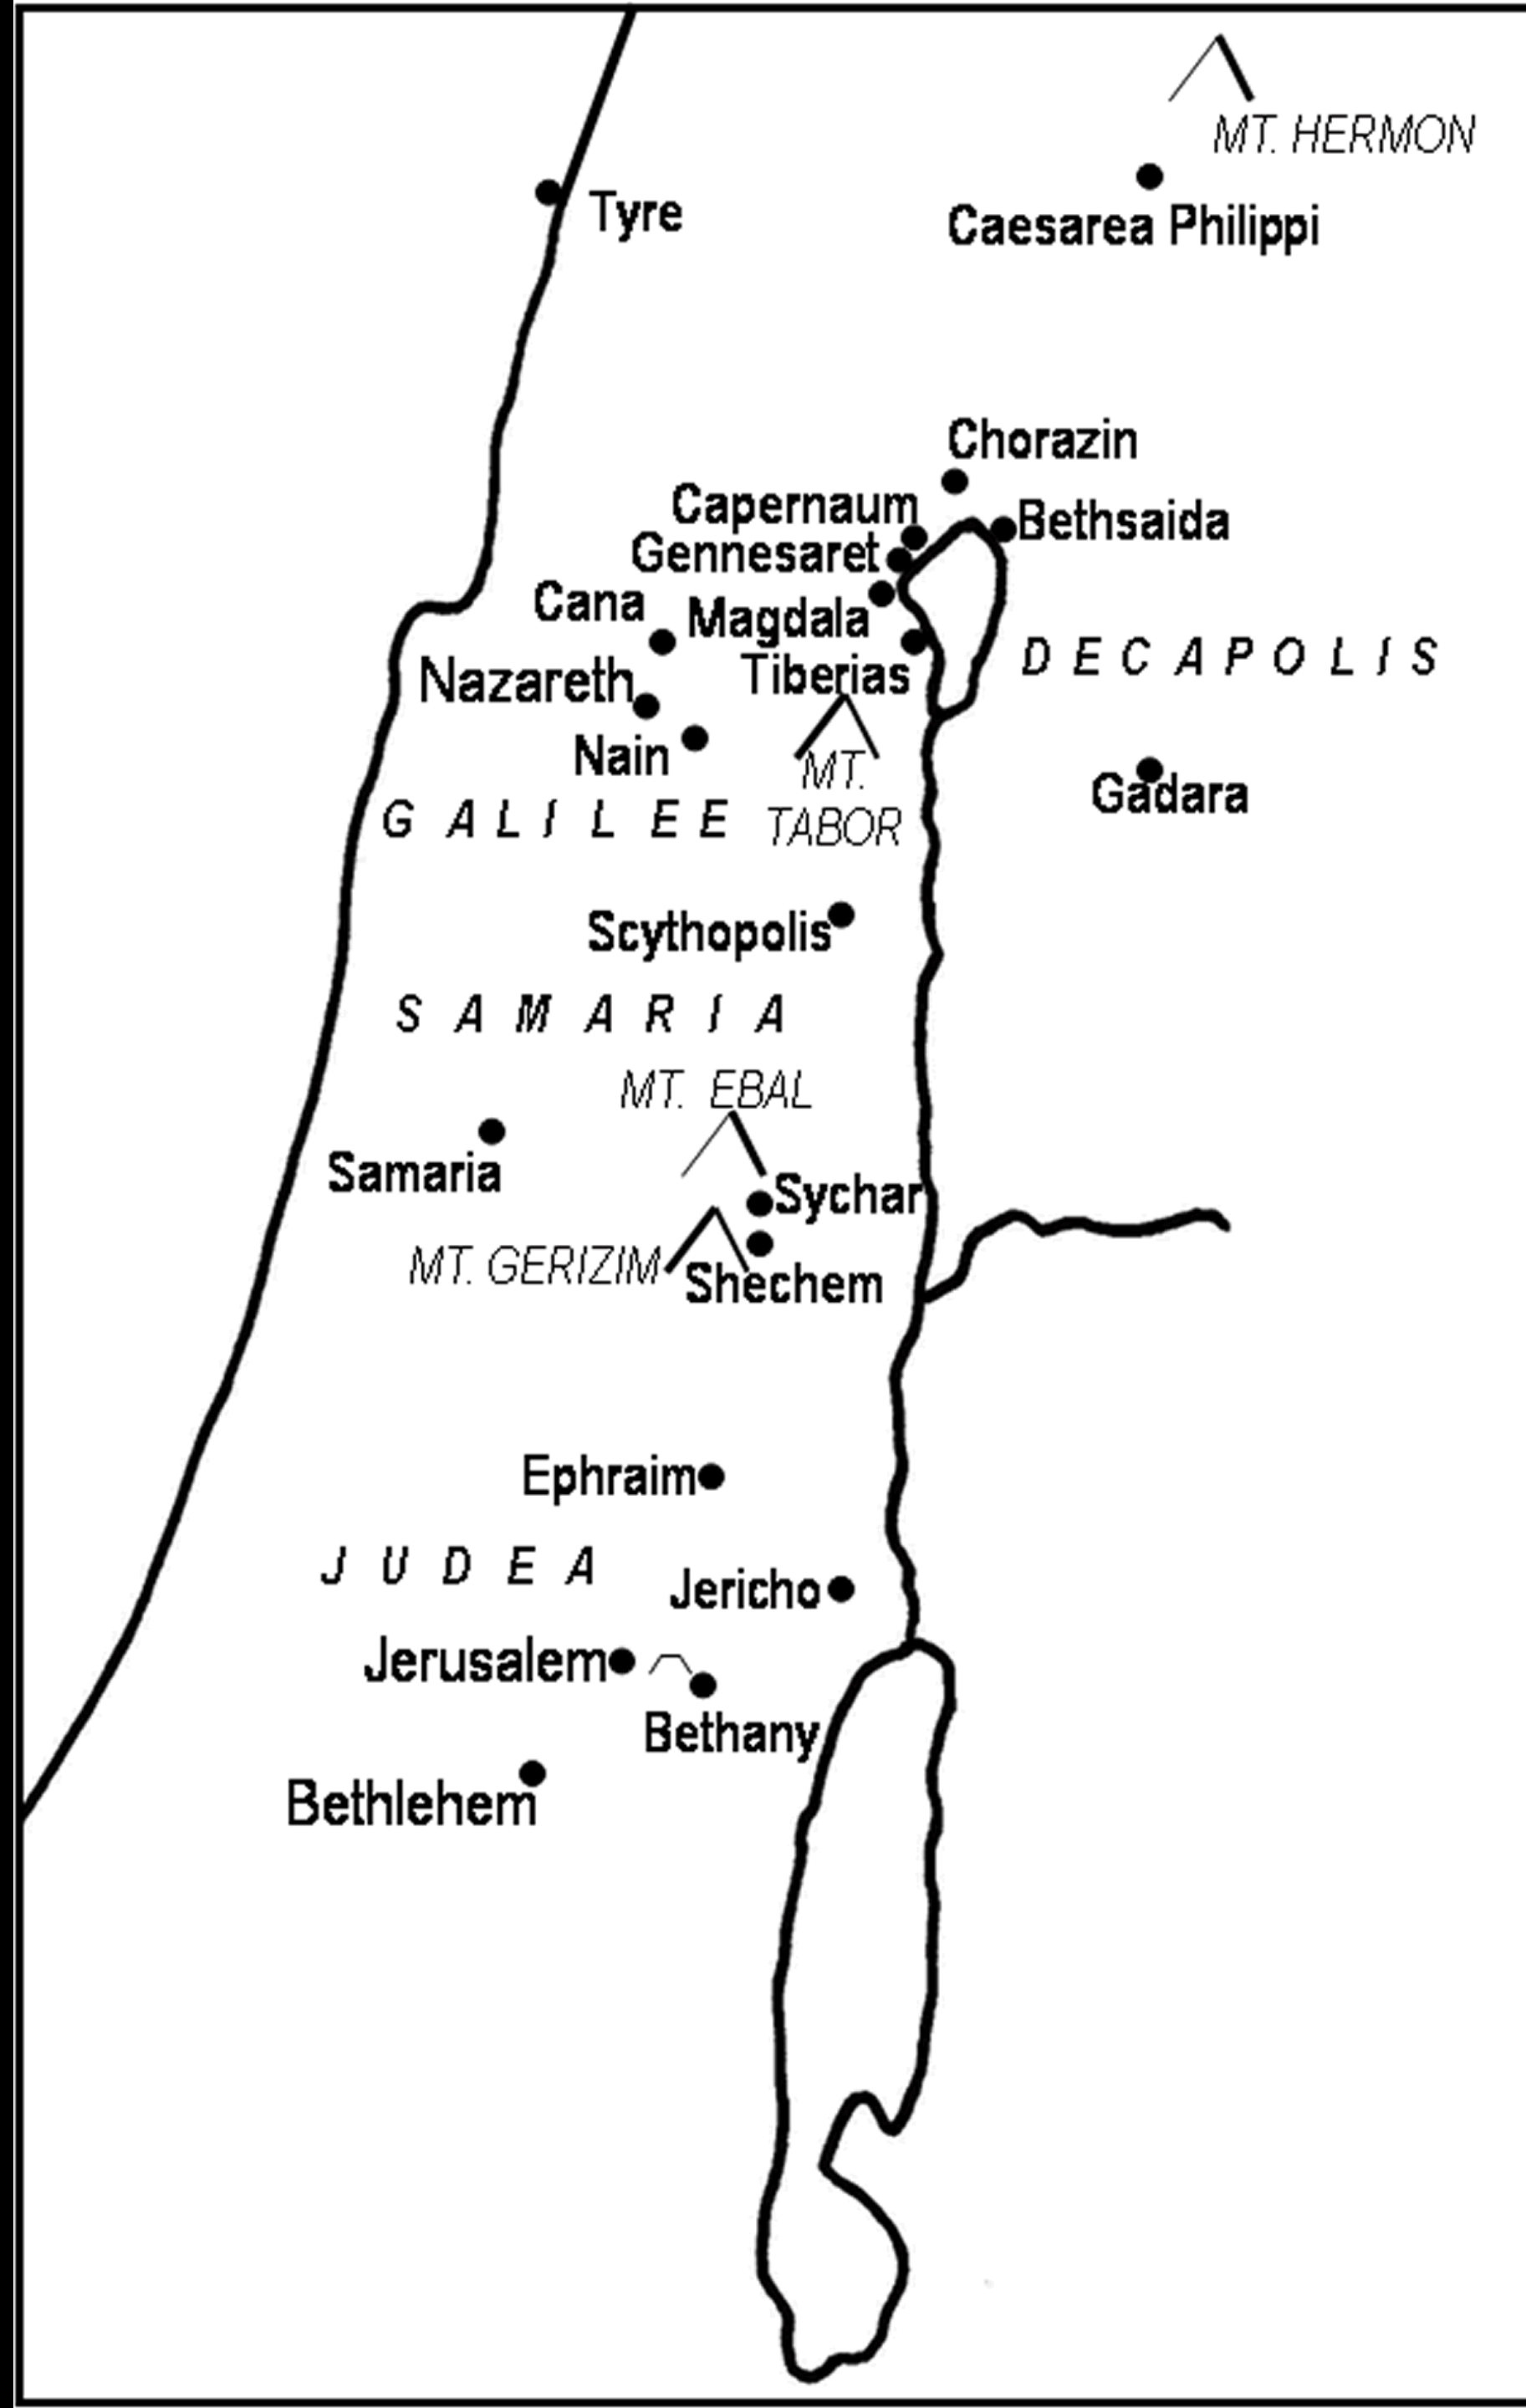 MT. HERMON
Tyre
Caesarea Philippi
Chorazin
Capernaum
Bethsaida
Gennesaret
Cana
Magdala
DECAPOLIS
Nazareth
Tiberias
Nain
MT.
TABOR
Gadara
GALILEE
Scythopolis
SAMARIA
MT. EBAL
Samaria
Sychar
MT. GERIZIM
Shechem
Ephraim
JUDEA
Jericho
Jerusalem
Bethany
Bethlehem